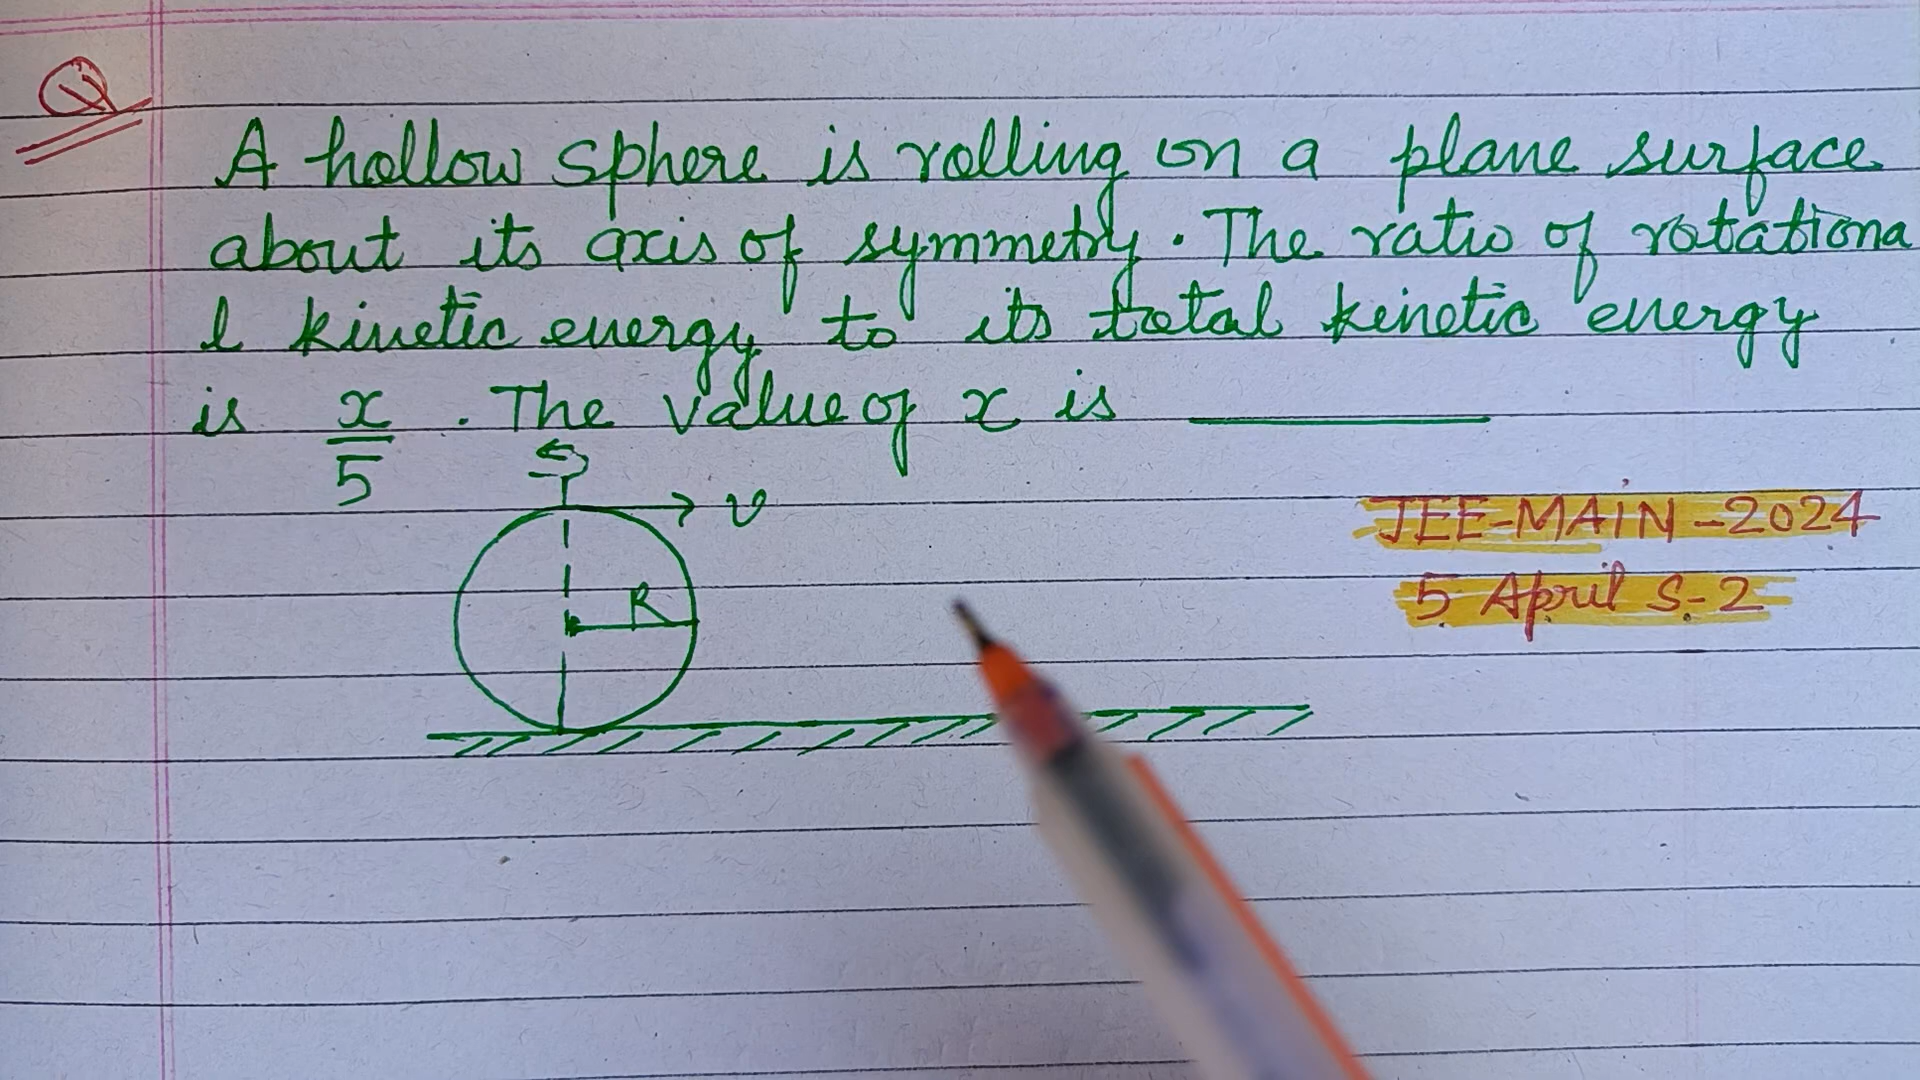 Q
A hollow sphere is rolling on a plane surface
about its axis of symmetry. The ratio of rotationa
l kinetic energy to its total kinetic energy
is x/5. The value of x is ________
v
R
JEE-MAIN-2024
5 April S-2